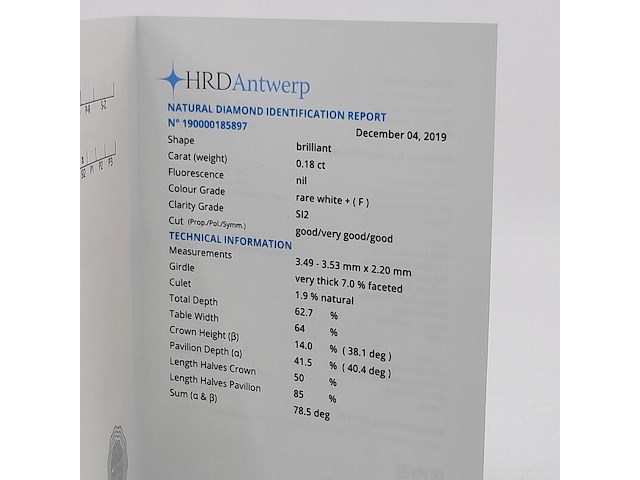 HRDAntwerp
NATURAL DIAMOND IDENTIFICATION REPORT
N° 190000185897 December 04, 2019
Shape brilliant
Carat (weight) 0.18 ct
Fluorescence nil
Colour Grade rare white + ( F )
Clarity Grade SI2
Cut (Prop./Pol./Symm.) good/very good/good
TECHNICAL INFORMATION
Measurements 3.49 - 3.53 mm x 2.20 mm
Girdle very thick 7.0 % faceted
Culet 1.9 % natural
Total Depth 62.7 %
Table Width 64 %
Crown Height (β) 14.0 % ( 38.1 deg )
Pavilion Depth (α) 41.5 % ( 40.4 deg )
Length Halves Crown 50 %
Length Halves Pavilion 85 %
Sum (α & β) 78.5 deg
P1 P2 P3